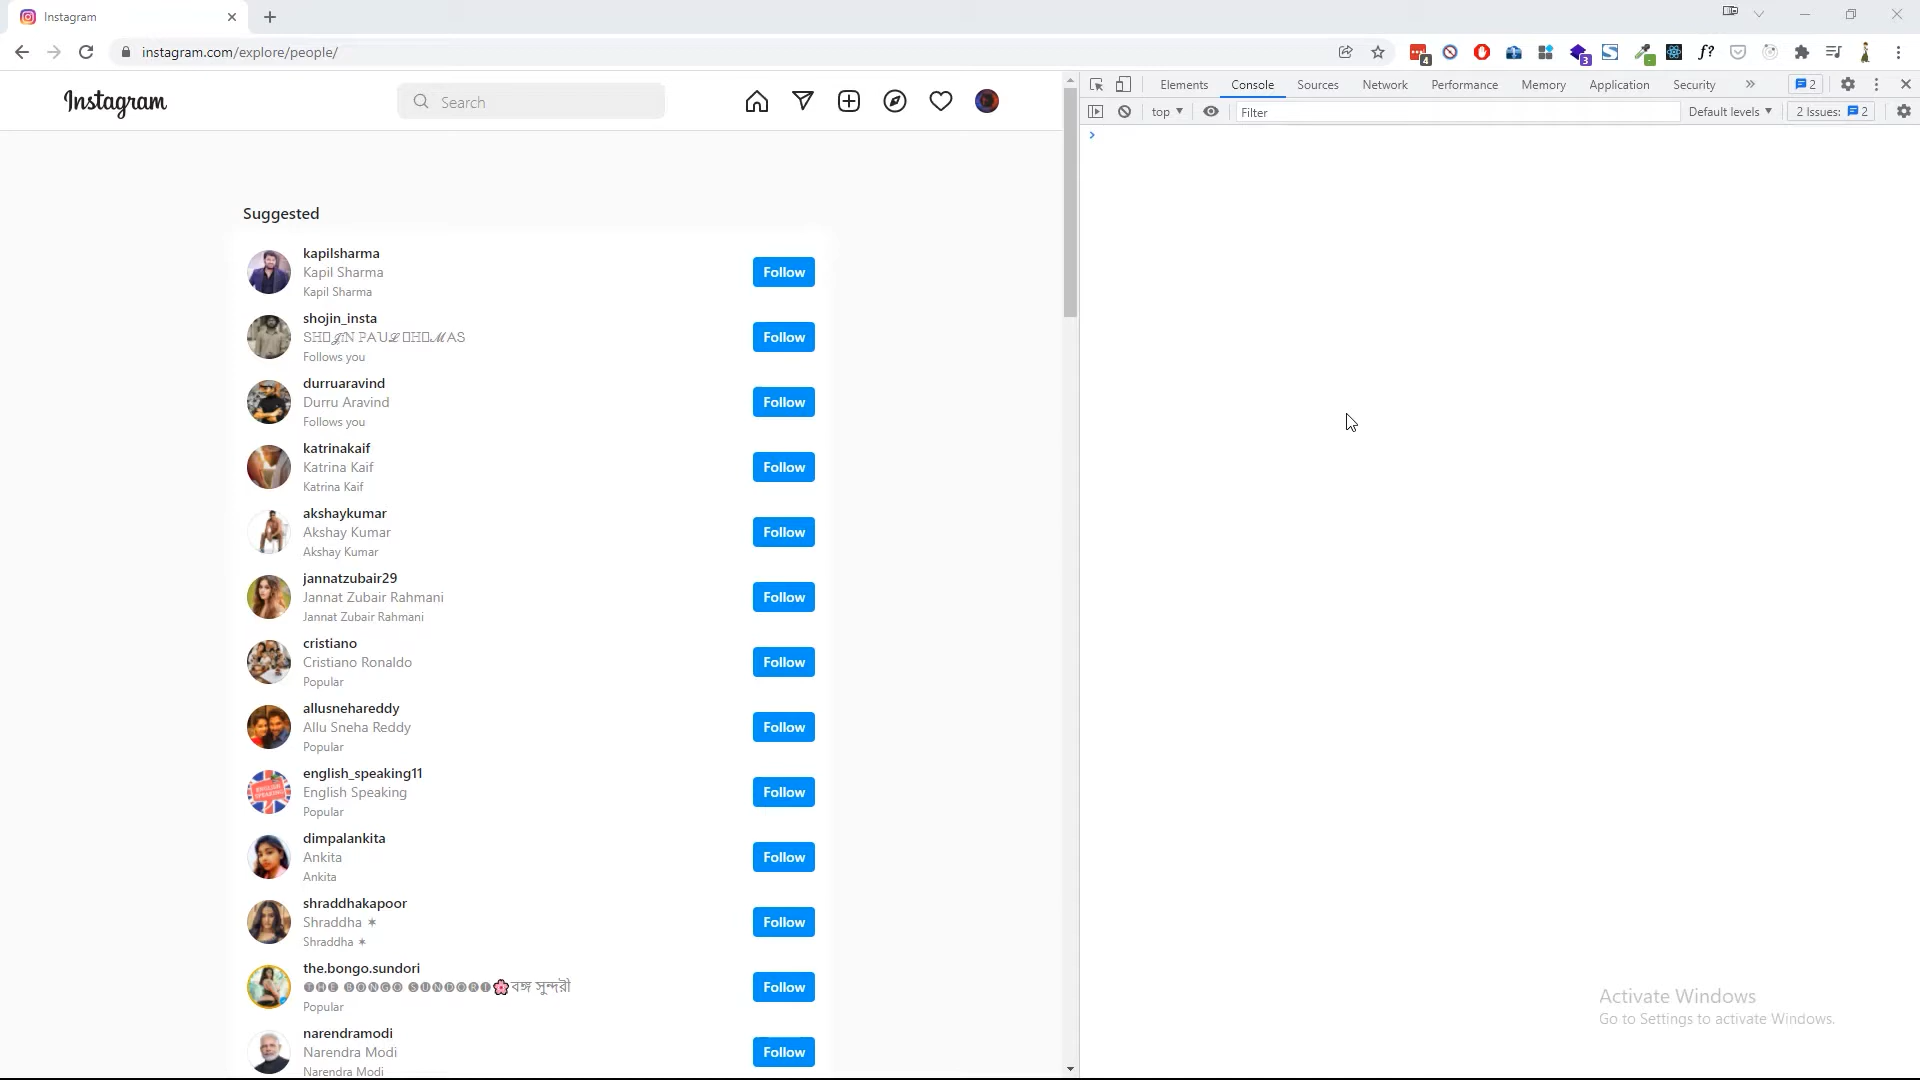 Instagram
instagram.com/explore/people/
4
3
f?
Instagram
Search
Elements
Console
Sources
Network
Performance
Memory
Application
Security
2
top
Filter
Default levels
2 Issues: 2
Suggested
kapilsharma
Kapil Sharma
Kapil Sharma
Follow
shojin_insta
Follows you
Follow
durruaravind
Durru Aravind
Follows you
Follow
katrinakaif
Katrina Kaif
Katrina Kaif
Follow
akshaykumar
Akshay Kumar
Akshay Kumar
Follow
jannatzubair29
Jannat Zubair Rahmani
Jannat Zubair Rahmani
Follow
cristiano
Cristiano Ronaldo
Popular
Follow
allusnehareddy
Allu Sneha Reddy
Popular
Follow
ENGLISH SPEAKING
english_speaking11
English Speaking
Popular
Follow
dimpalankita
Ankita
Ankita
Follow
shraddhakapoor
Shraddha ✶
Shraddha ✶
Follow
the.bongo.sundori
🅣🅗🅔 🅑🅞🅝🅖🅞 🅢🅤🅝🅓🅞🅡🅘🌸বঙ্গ সুন্দরী
Popular
Follow
narendramodi
Narendra Modi
Narendra Modi
Follow
Activate Windows
Go to Settings to activate Windows.